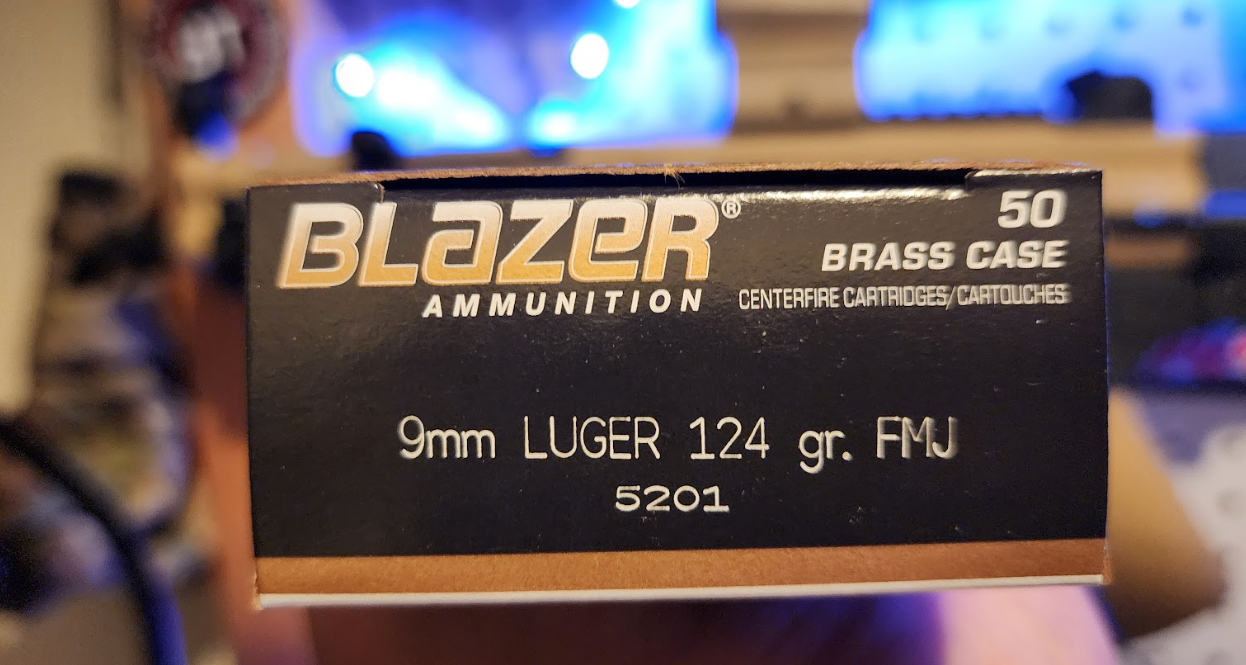 BLAZER®
AMMUNITION
50
BRASS CASE
CENTERFIRE CARTRIDGES/CARTOUCHES
9mm LUGER 124 gr. FMJ
5201